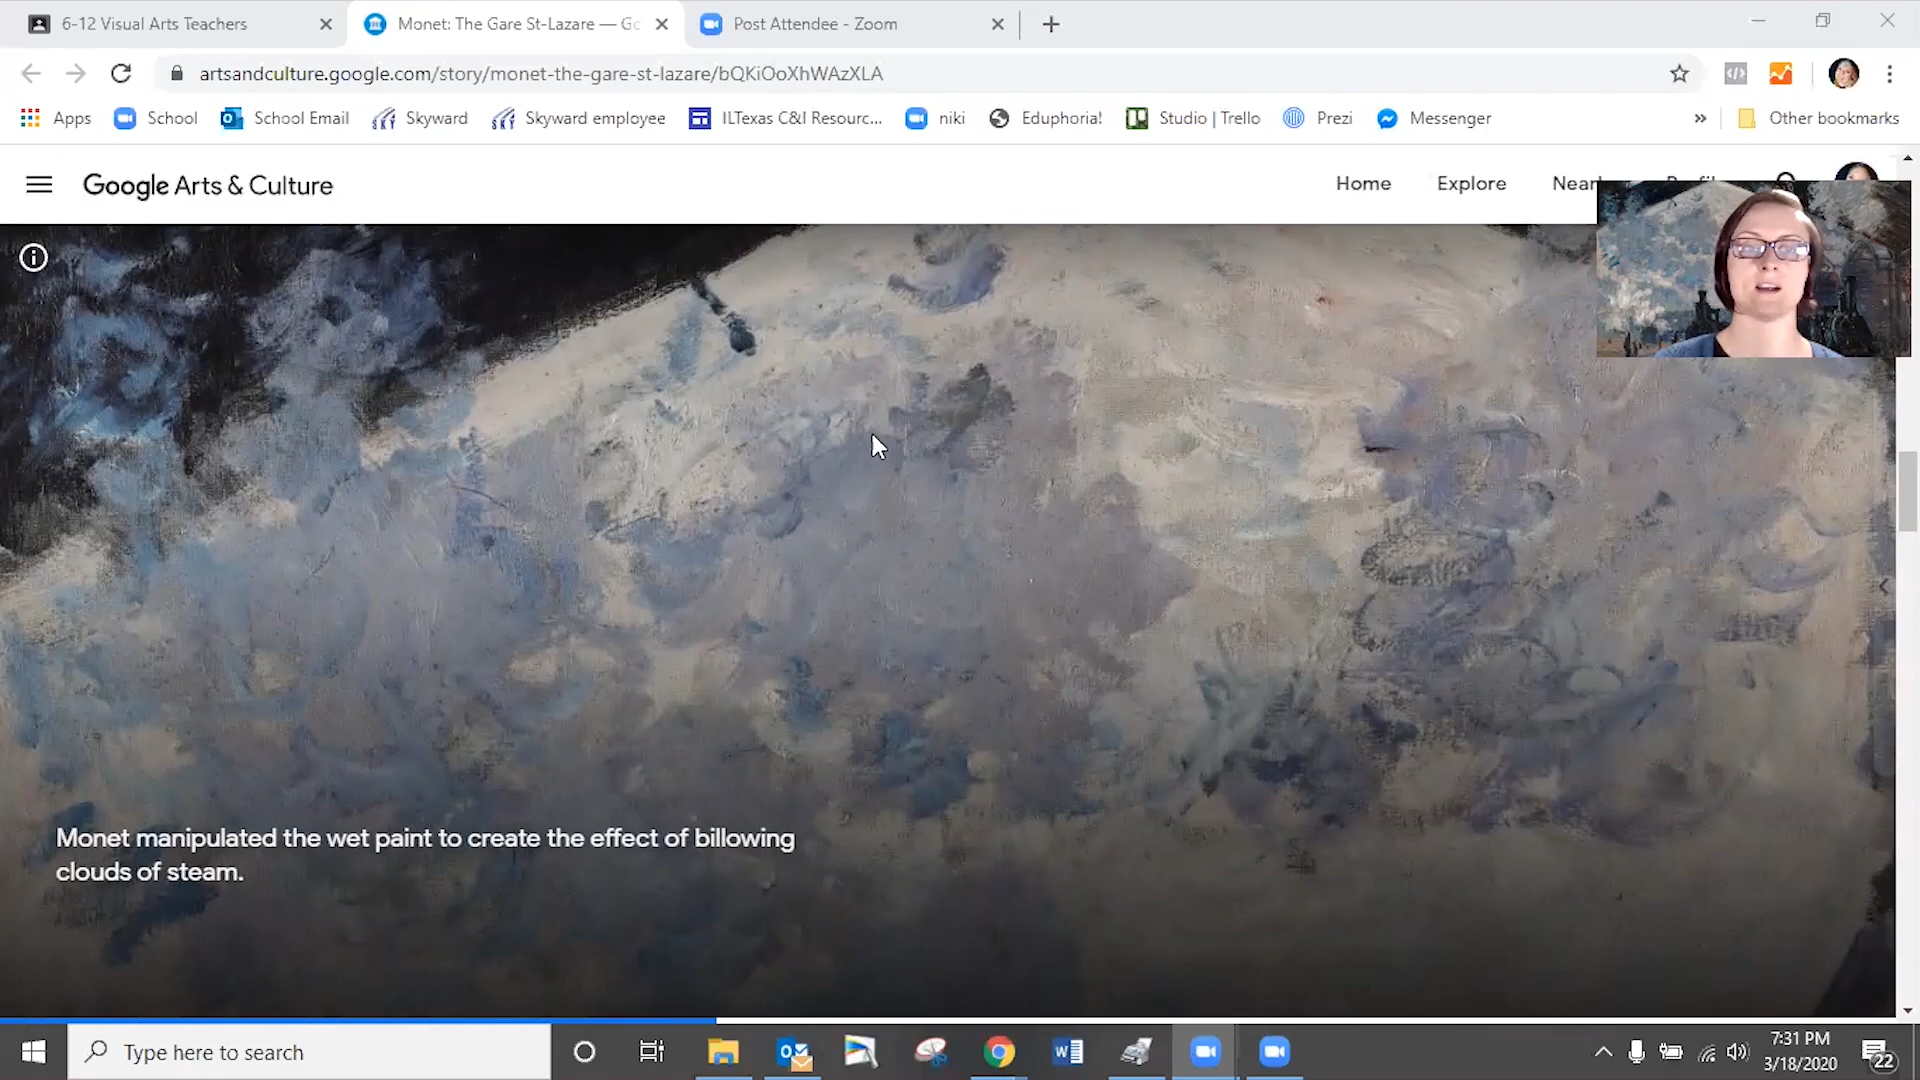 6-12 Visual Arts Teachers
Monet: The Gare St-Lazare — Go
Post Attendee - Zoom
artsandculture.google.com/story/monet-the-gare-st-lazare/bQKiOoXhWAzXLA
Apps
School
School Email
Skyward
Skyward employee
ILTexas C&I Resourc...
niki
Eduphoria!
Studio | Trello
Prezi
Messenger
»
Other bookmarks
Google Arts & Culture
Home
Explore
Monet manipulated the wet paint to create the effect of billowing
clouds of steam.
Type here to search
7:31 PM
3/18/2020
22